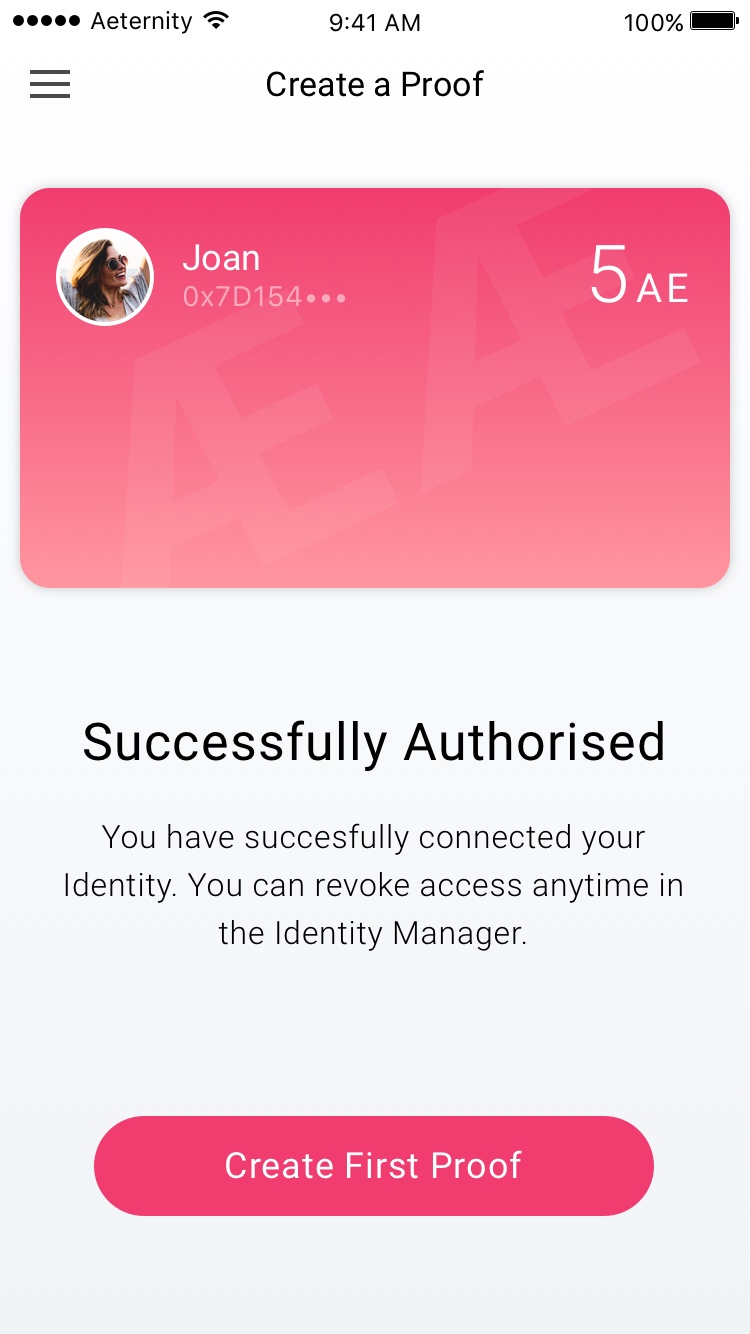 ●●●●● Aeternity 9:41 AM 100%
Create a Proof
Joan 5 AE
0x7D154•••
Æ Æ
Successfully Authorised
You have succesfully connected your
Identity. You can revoke access anytime in
the Identity Manager.
Create First Proof